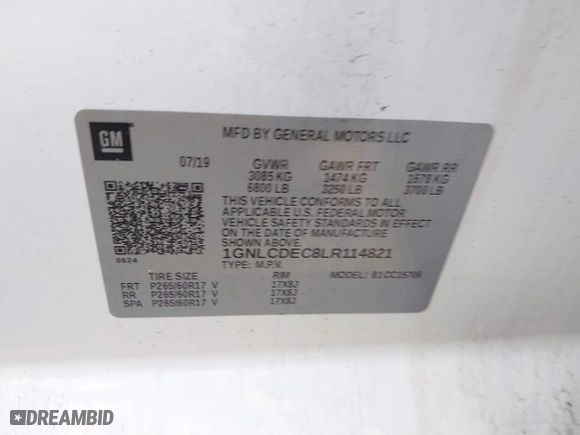 GM
MFD BY GENERAL MOTORS LLC
07/19 GVWR GAWR FRT GAWR RR
3085 KG 1474 KG 1678 KG
6800 LB 3250 LB 3700 LB
THIS VEHICLE CONFORMS TO ALL
APPLICABLE U.S. FEDERAL MOTOR
VEHICLE SAFETY STANDARDS IN EFFECT
ON THE DATE OF MANUFACTURE
SHOWN ABOVE.
8624
1GNLCDEC8LR114821
TYPE: M.P.V. MODEL:
TIRE SIZE RIM
FRT P265/60R17 V 17X8J
RR P265/60R17 V 17X8J
SPA P265/60R17 V 17X8J
DREAMBID